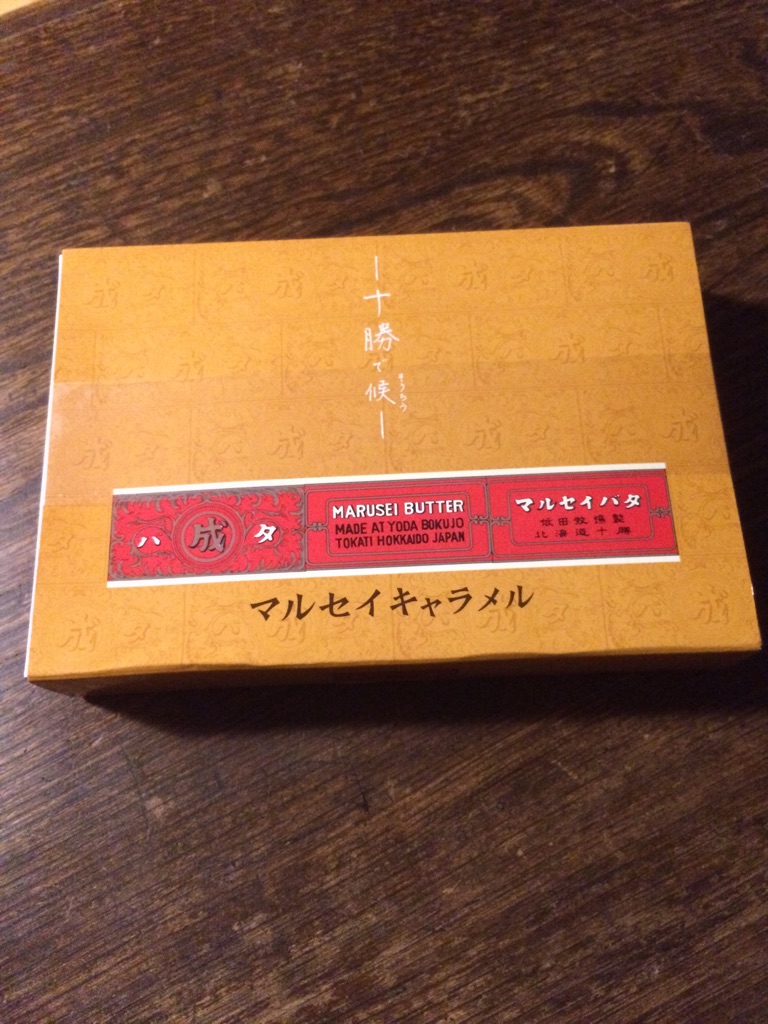 十勝で候
そうろう
バ 成 タ
MARUSEI BUTTER
MADE AT YODA BOKUJO
TOKATI HOKKAIDO JAPAN
マルセイバタ
依田牧場製
北海道十勝
マルセイキャラメル